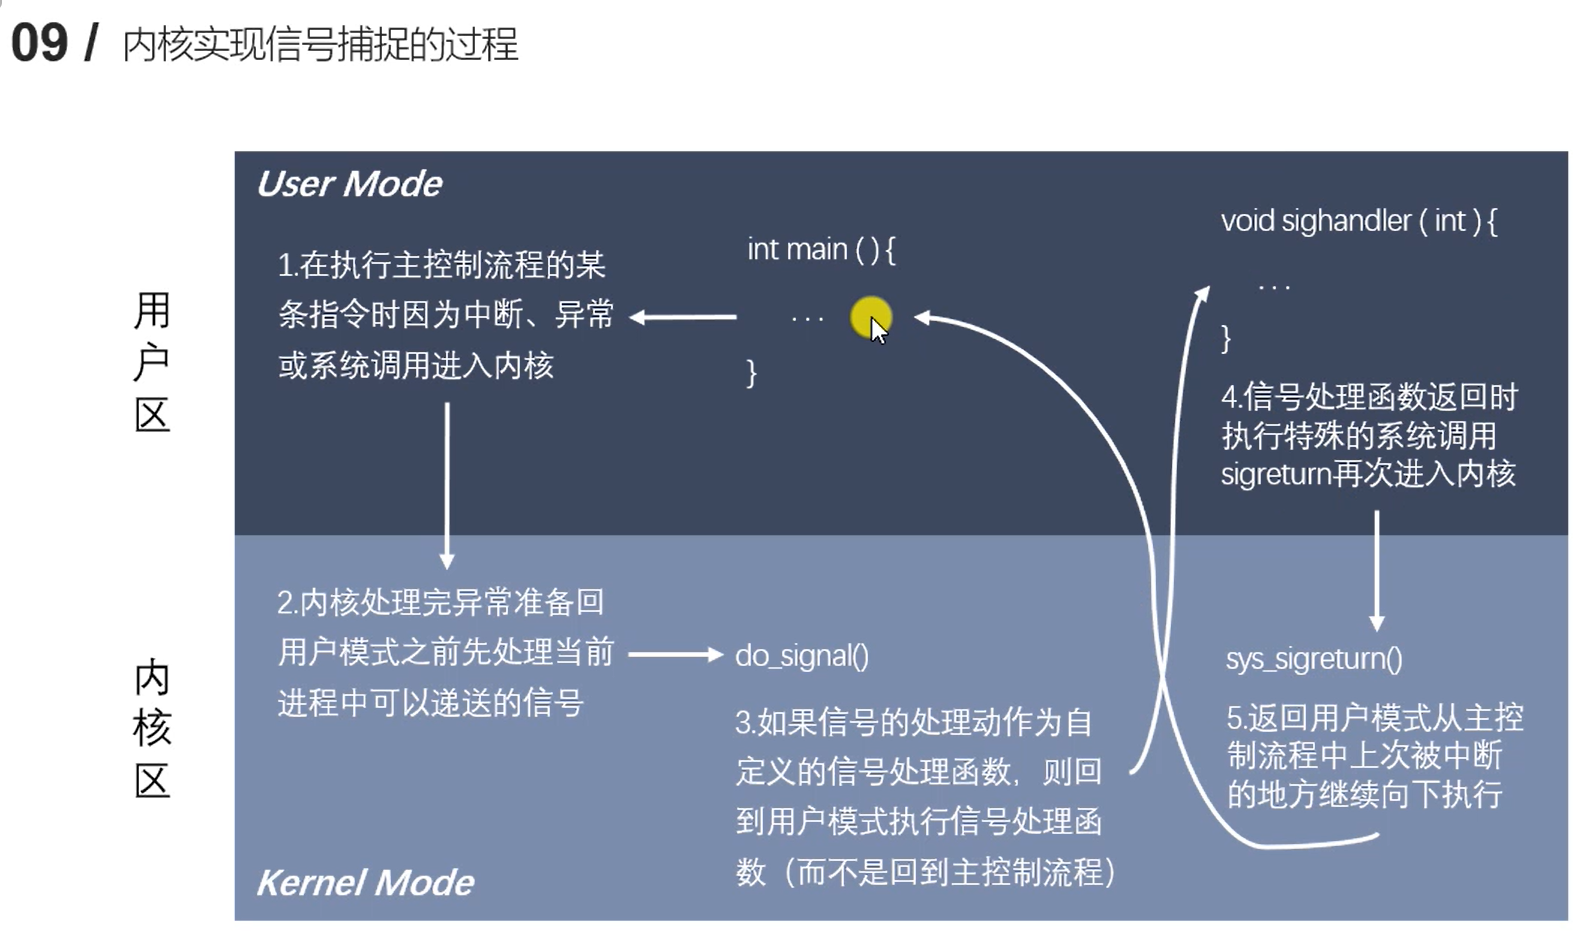 09 / 内核实现信号捕捉的过程
用
户
区
内
核
区
User Mode
1.在执行主控制流程的某
条指令时因为中断、异常
或系统调用进入内核
int main ( ) {
...
}
void sighandler ( int ) {
...
}
4.信号处理函数返回时
执行特殊的系统调用
sigreturn再次进入内核
2.内核处理完异常准备回
用户模式之前先处理当前
进程中可以递送的信号
do_signal()
3.如果信号的处理动作为自
定义的信号处理函数，则回
到用户模式执行信号处理函
数（而不是回到主控制流程）
sys_sigreturn()
5.返回用户模式从主控
制流程中上次被中断
的地方继续向下执行
Kernel Mode